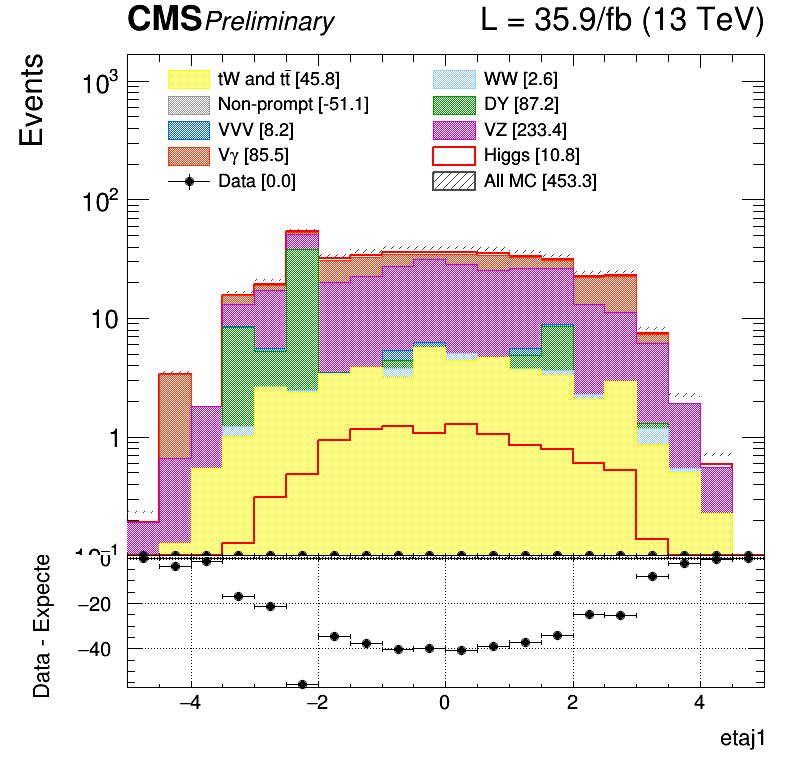 CMS Preliminary L = 35.9/fb (13 TeV)
Events
10³
10²
10
1
tW and tt̄ [45.8]
WW [2.6]
Non-prompt [-51.1]
DY [87.2]
VVV [8.2]
VZ [233.4]
Vγ [85.5]
Higgs [10.8]
Data [0.0]
All MC [453.3]
Data - Expecte
0
−20
−40
−4 −2 0 2 4
etaj1